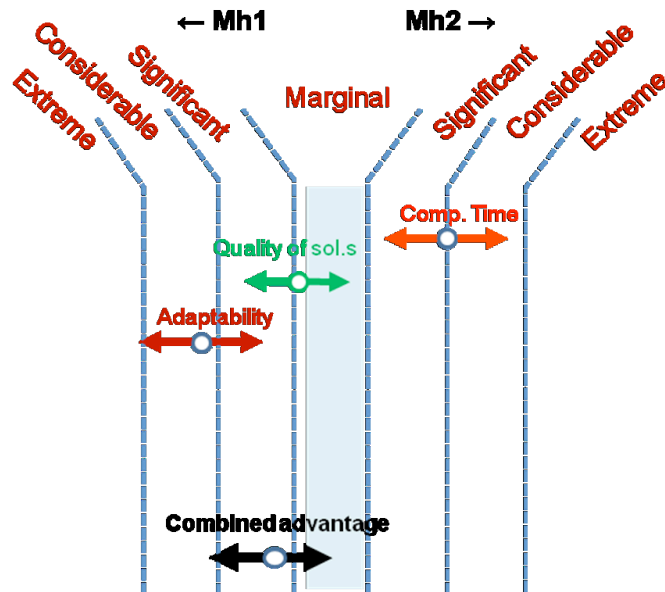 ← Mh1
Mh2 →
Extreme
Considerable
Significant
Marginal
Significant
Considerable
Extreme
Comp. Time
Quality of sol.s
Adaptability
Combined advantage